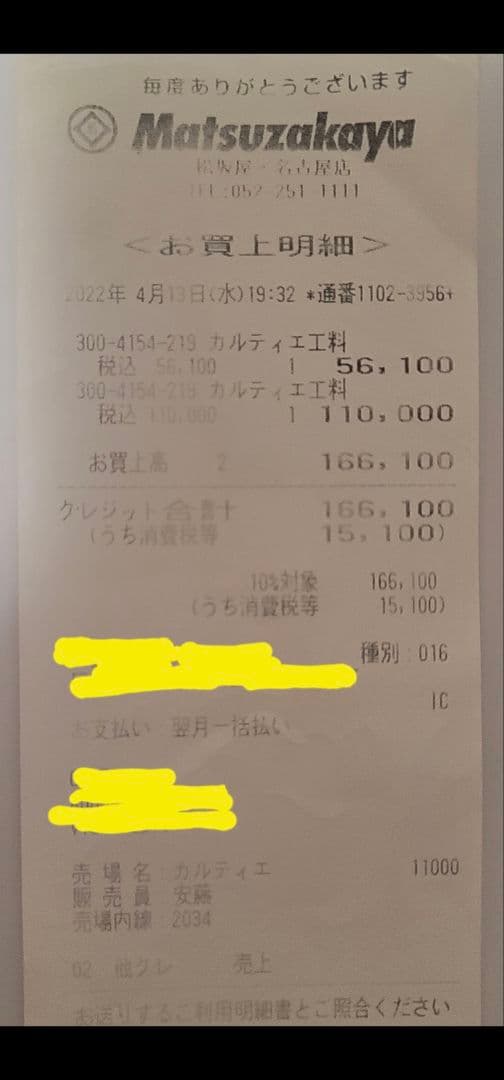 毎度ありがとうございます
Matsuzakaya
松坂屋 名古屋店
TEL:052-251-1111
<お買上明細>
2022年 4月13日(水)19:32 *通番1102-3956*
300-4154-219 カルティエ工料
税込 56,100 1 56,100
300-4154-219 カルティエ工料
税込 110,000 1 110,000
お買上高 2 166,100
クレジット合計 166,100
(うち消費税等 15,100)
10%対象 166,100
(うち消費税等 15,100)
種別:016
IC
お支払い 翌月一括払い
売場名:カルティエ 11000
販売員 安藤
売場内線:2034
02 他クレ 売上
お送りするご利用明細書とご照合ください